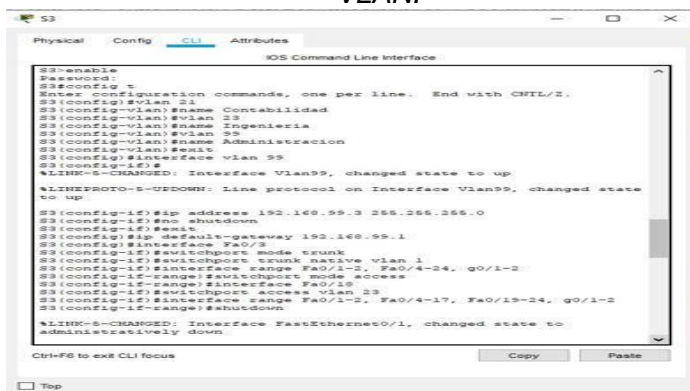 VLAN.
S3
Physical Config CLI Attributes
IOS Command Line Interface
S3>enable
Password:
S3#config t
Enter configuration commands, one per line. End with CNTL/Z.
S3(config)#vlan 21
S3(config-vlan)#name Contabilidad
S3(config-vlan)#vlan 23
S3(config-vlan)#name Ingenieria
S3(config-vlan)#vlan 99
S3(config-vlan)#name Administracion
S3(config-vlan)#exit
S3(config)#interface vlan 99
S3(config-if)#
%LINK-5-CHANGED: Interface Vlan99, changed state to up
%LINEPROTO-5-UPDOWN: Line protocol on Interface Vlan99, changed state
to up
S3(config-if)#ip address 192.168.99.3 255.255.255.0
S3(config-if)#no shutdown
S3(config-if)#exit
S3(config)#ip default-gateway 192.168.99.1
S3(config)#interface Fa0/3
S3(config-if)#switchport mode trunk
S3(config-if)#switchport trunk native vlan 1
S3(config-if)#interface range Fa0/1-2, Fa0/4-24, g0/1-2
S3(config-if-range)#switchport mode access
S3(config-if-range)#interface Fa0/18
S3(config-if)#switchport access vlan 23
S3(config-if)#interface range Fa0/1-2, Fa0/4-17, Fa0/19-24, g0/1-2
S3(config-if-range)#shutdown
%LINK-5-CHANGED: Interface FastEthernet0/1, changed state to
administratively down
Ctrl+F6 to exit CLI focus
Copy Paste
Top